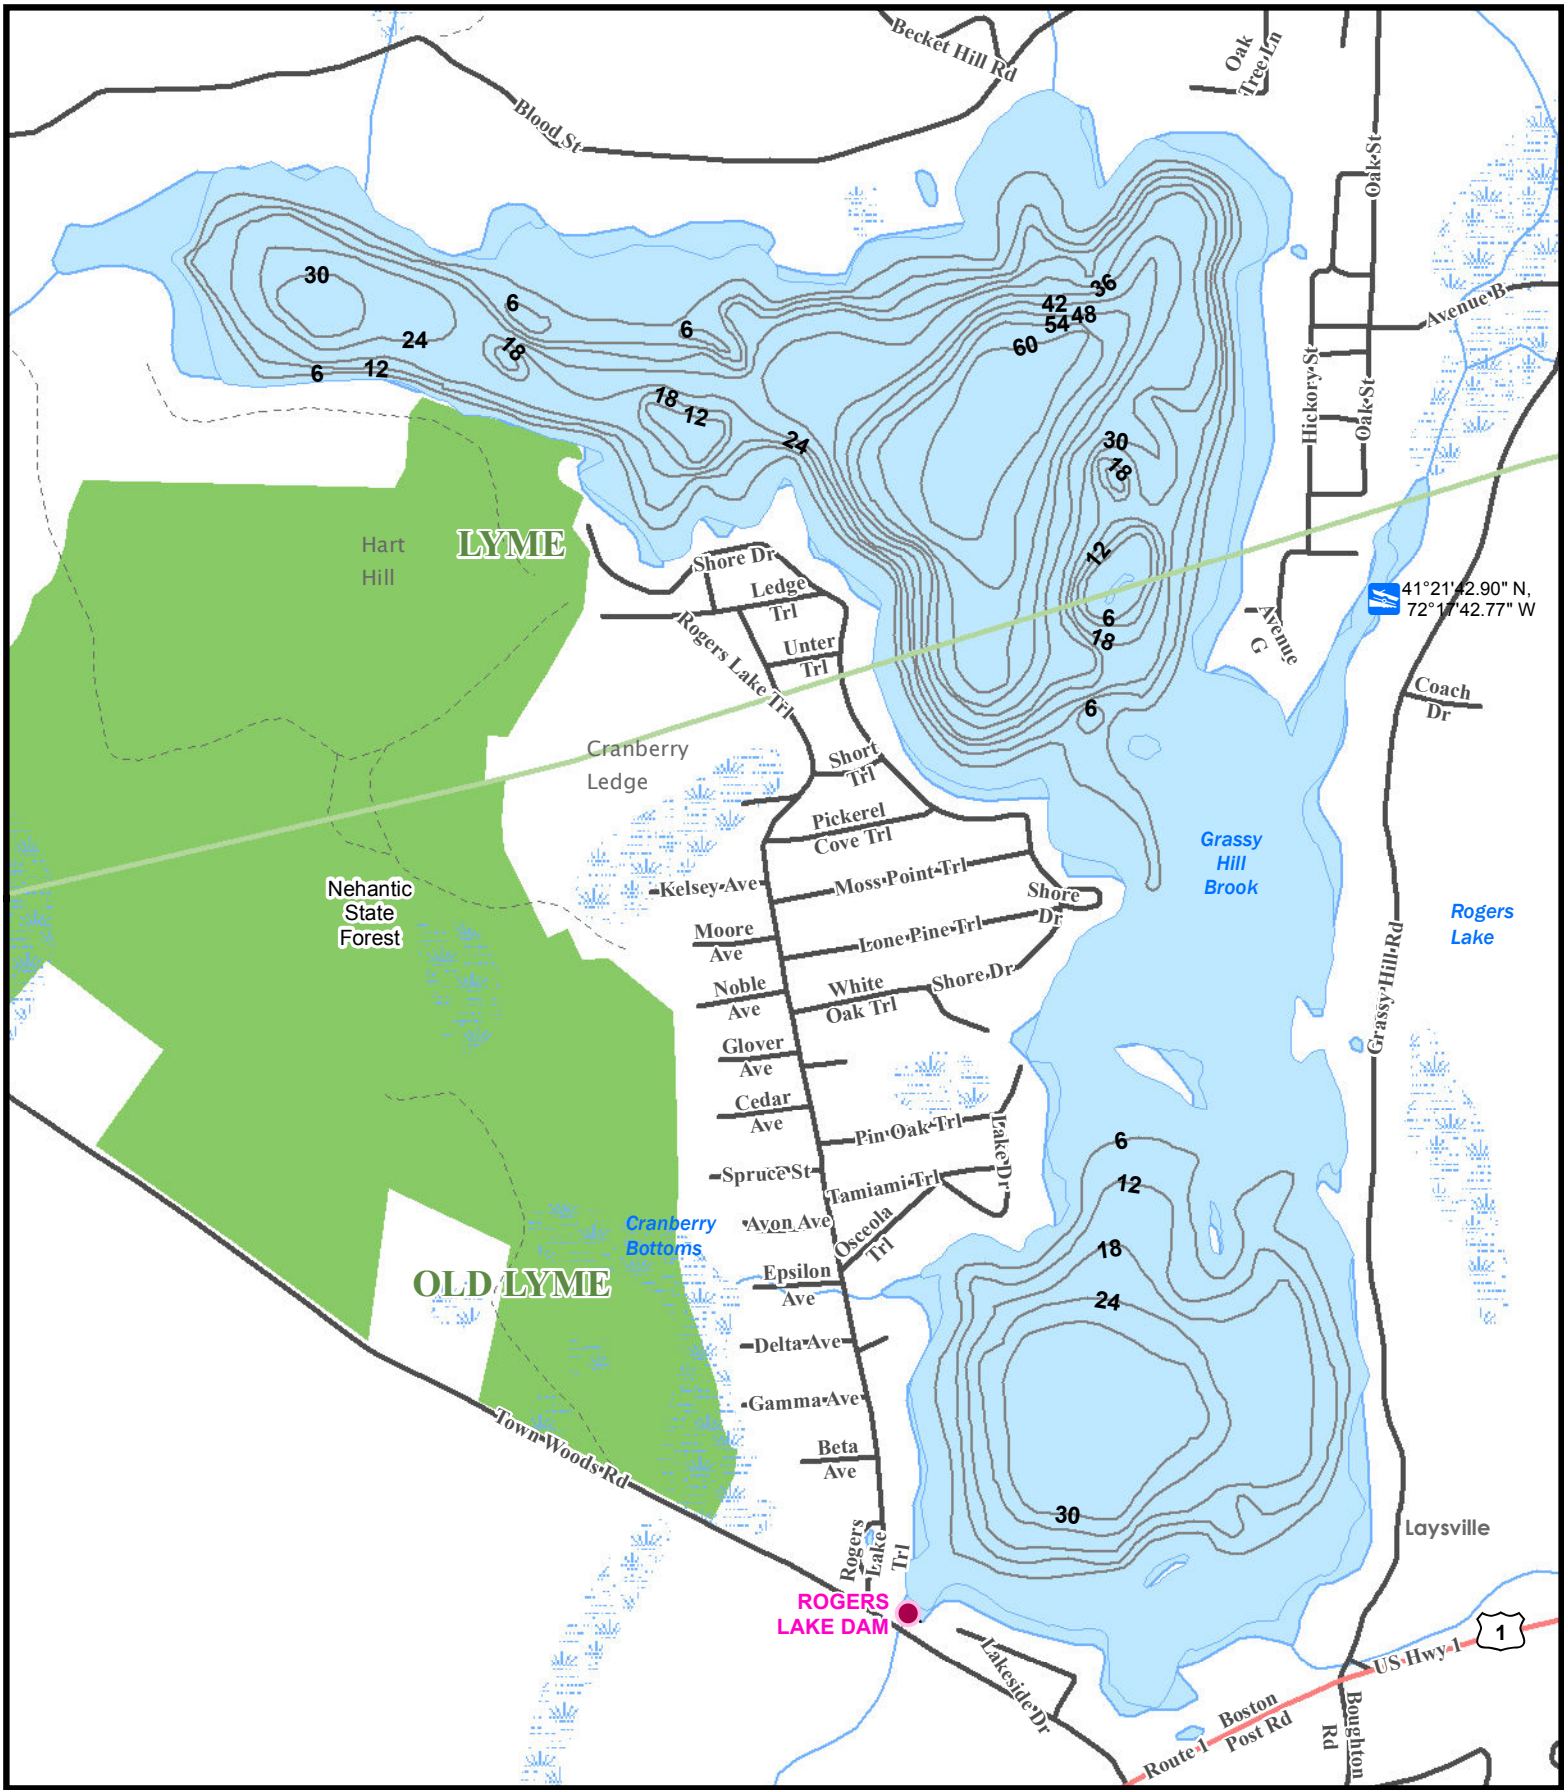 Becket Hill Rd
Oak
Tree Ln
Blood St
Oak St
30
6
24
18
6
12
6
36
42
48
54
60
Avenue B
18
12
24
30
18
Hickory St
Oak St
Hart
Hill
LYME
Shore Dr
Ledge
Trl
Rogers Lake Trl
Unter
Trl
12
6
18
6
41°21'42.90" N,
72°17'42.77" W
Avenue
G
Coach
Dr
Cranberry
Ledge
Short
Trl
Pickerel
Cove Trl
Grassy
Hill
Brook
Nehantic
State
Forest
Kelsey Ave
Moss Point Trl
Shore
Dr
Rogers
Lake
Moore
Ave
Lone Pine Trl
Noble
Ave
White
Oak Trl
Shore Dr
Grassy Hill Rd
Glover
Ave
Cedar
Ave
Pin Oak Trl
Lake Dr
Spruce St
Tamiami Trl
6
12
18
24
30
Cranberry
Bottoms
Avon Ave
Osceola
Trl
OLD LYME
Epsilon
Ave
Delta Ave
Gamma Ave
Town Woods Rd
Beta
Ave
Rogers
Lake
Trl
Laysville
ROGERS
LAKE DAM
Lakeside Dr
US Hwy 1
1
Boston
Post Rd
Route 1
Boughton
Rd